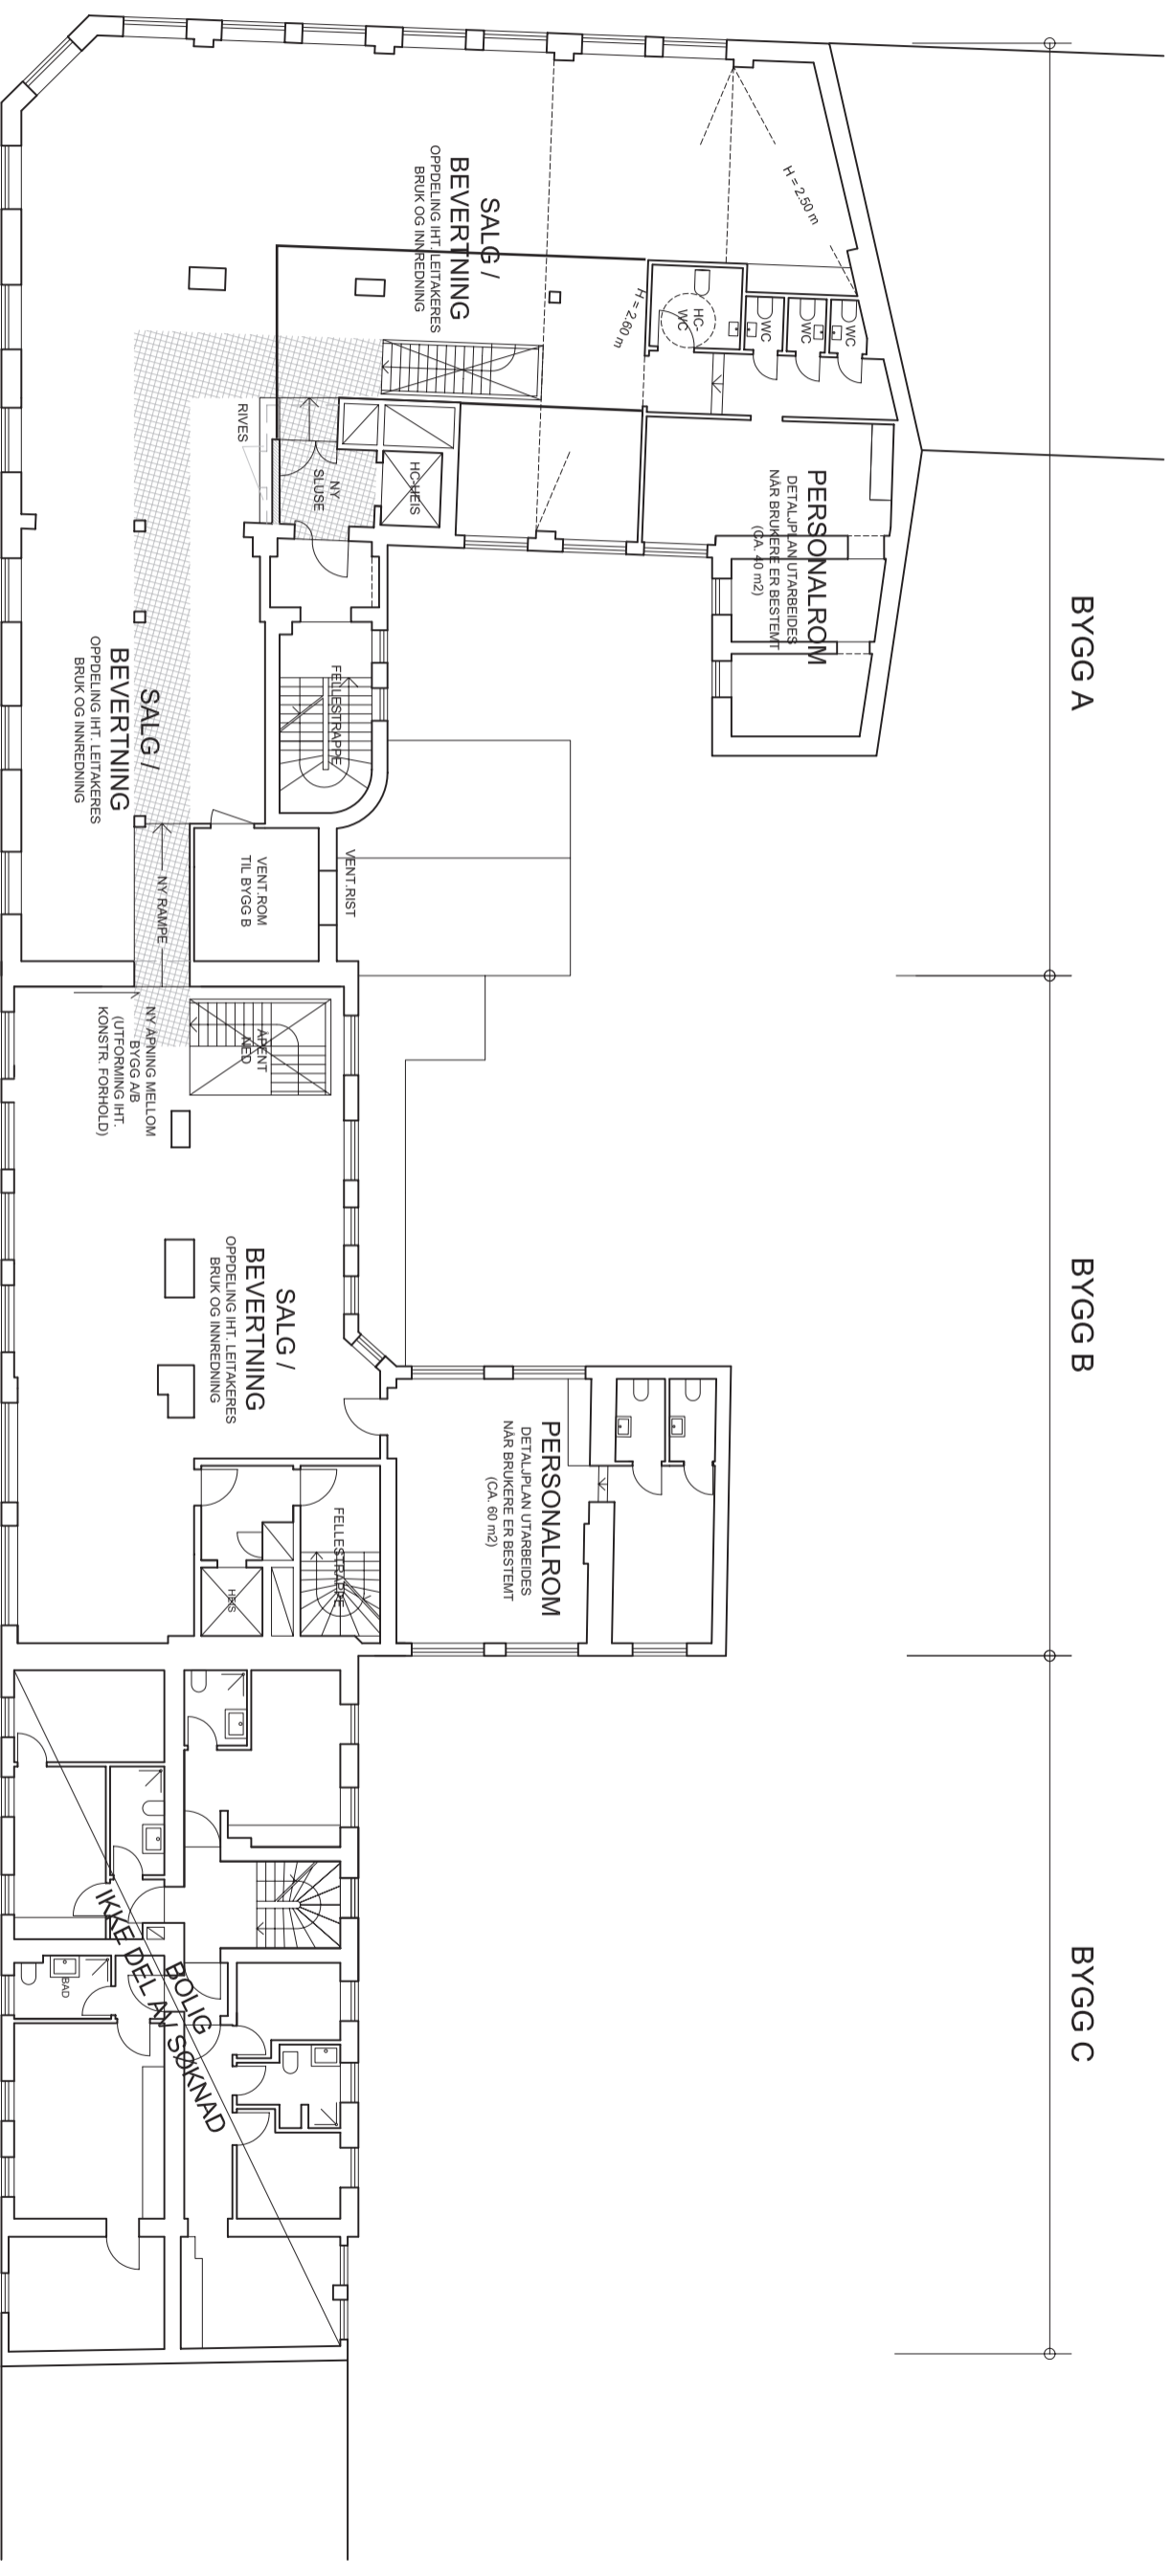 BYGG A
BYGG B
BYGG C
H = 2.50 m
WC
WC
WC
HC-
WC
H = 2.60 m
SALG /
BEVERTNING
OPPDELING IHT. LEITAKERES
BRUK OG INNREDNING
PERSONALROM
DETALJPLAN UTARBEIDES
NÅR BRUKERE ER BESTEMT
(CA. 40 m2)
HC-HEIS
NY
SLUSE
RIVES
FELLESTRAPPE
SALG /
BEVERTNING
OPPDELING IHT. LEITAKERES
BRUK OG INNREDNING
VENT.RIST
VENT.ROM
TIL BYGG B
NY RAMPE
ÅPENT
NED
NY ÅPNING MELLOM
BYGG A/B
(UTFORMING IHT.
KONSTR. FORHOLD)
SALG /
BEVERTNING
OPPDELING IHT. LEITAKERES
BRUK OG INNREDNING
PERSONALROM
DETALJPLAN UTARBEIDES
NÅR BRUKERE ER BESTEMT
(CA. 60 m2)
FELLESTRAPPE
HEIS
BOLIG
IKKE DEL AV SØKNAD
BAD